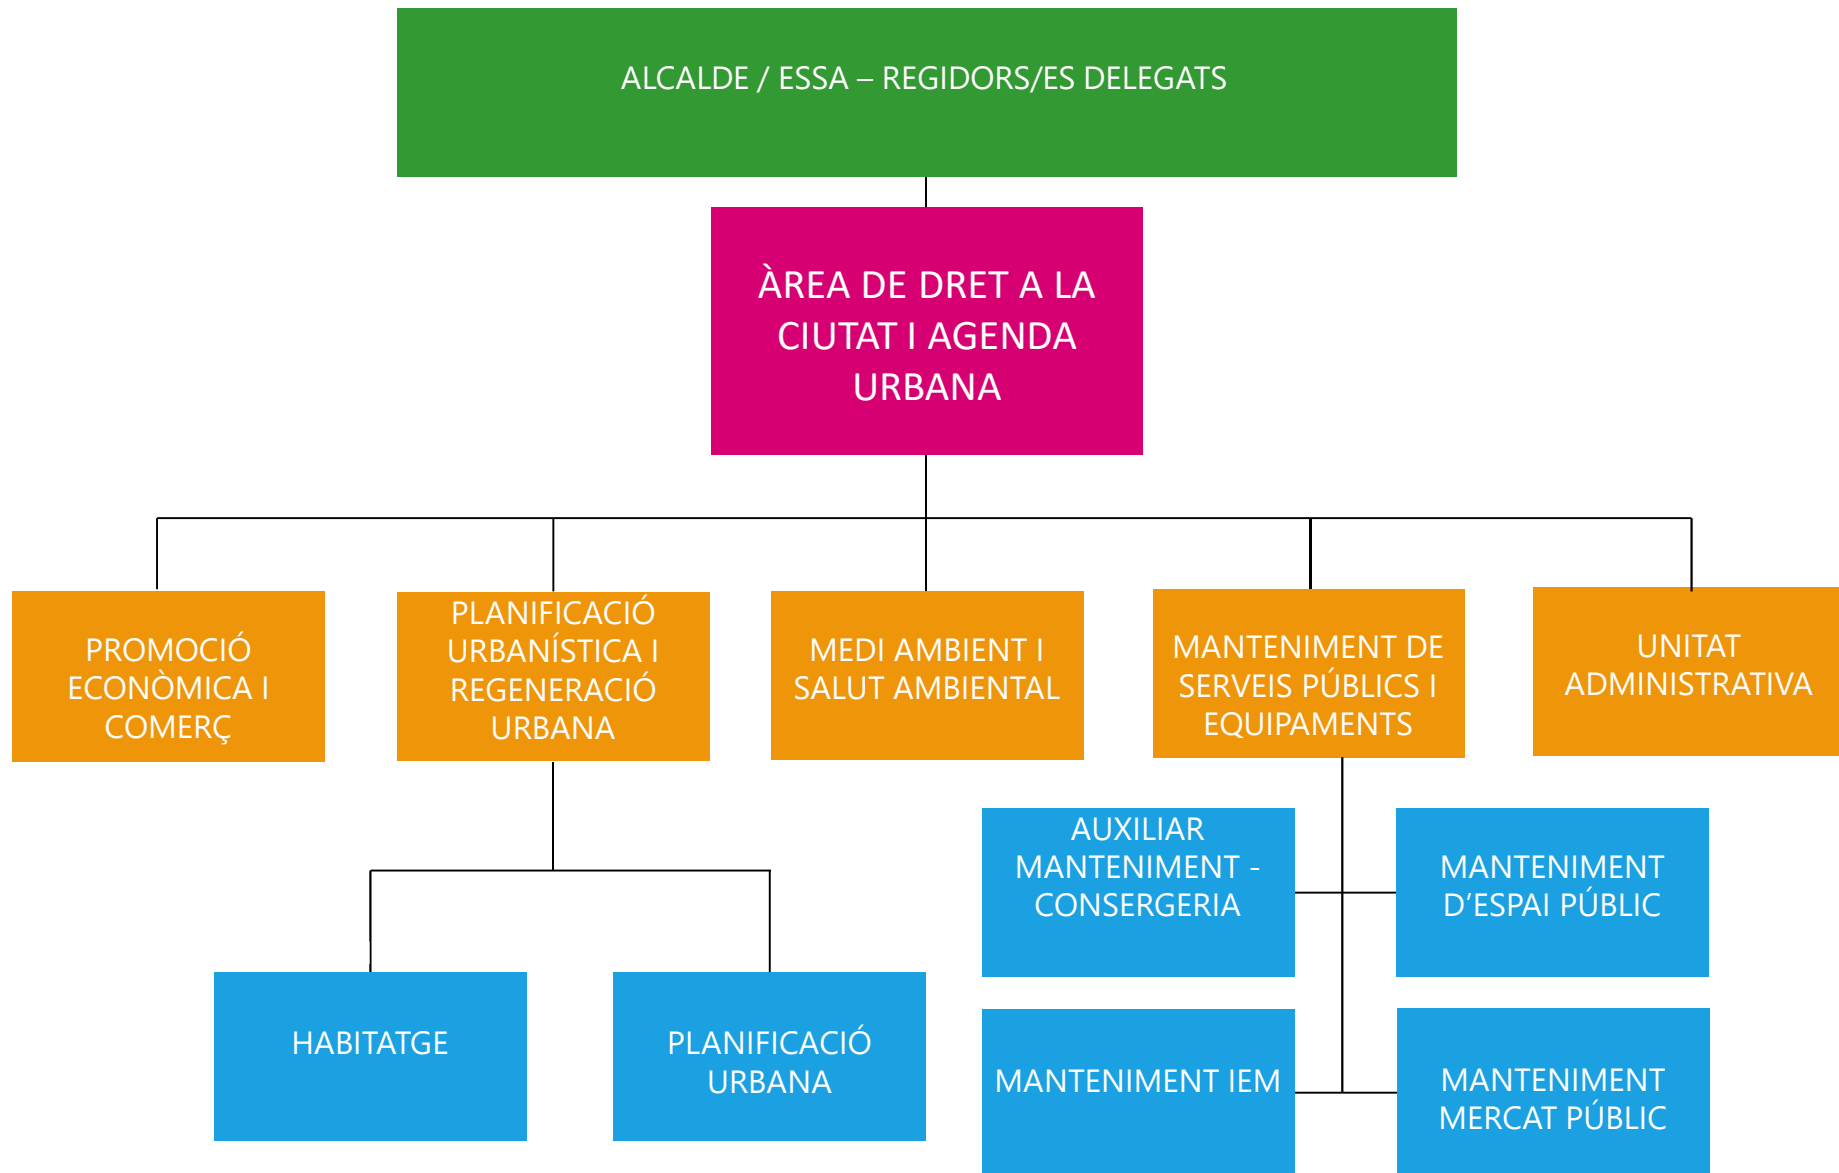 ALCALDE / ESSA – REGIDORS/ES DELEGATS
ÀREA DE DRET A LA
CIUTAT I AGENDA
URBANA
PROMOCIÓ
ECONÒMICA I
COMERÇ
PLANIFICACIÓ
URBANÍSTICA I
REGENERACIÓ
URBANA
MEDI AMBIENT I
SALUT AMBIENTAL
MANTENIMENT DE
SERVEIS PÚBLICS I
EQUIPAMENTS
UNITAT
ADMINISTRATIVA
AUXILIAR
MANTENIMENT -
CONSERGERIA
MANTENIMENT
D’ESPAI PÚBLIC
HABITATGE
PLANIFICACIÓ
URBANA
MANTENIMENT IEM
MANTENIMENT
MERCAT PÚBLIC